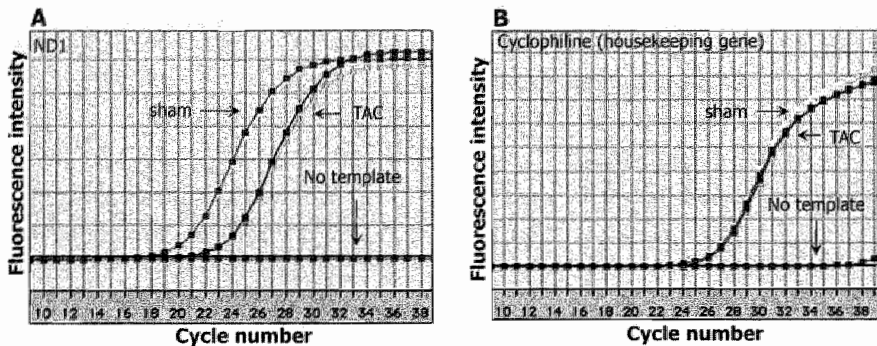 A
ND1
Fluorescence intensity
sham
TAC
No template
10 12 14 16 18 20 22 24 26 28 30 32 34 36 38
Cycle number
B
Cyclophiline (housekeeping gene)
Fluorescence intensity
sham
TAC
No template
10 12 14 16 18 20 22 24 26 28 30 32 34 36 38
Cycle number